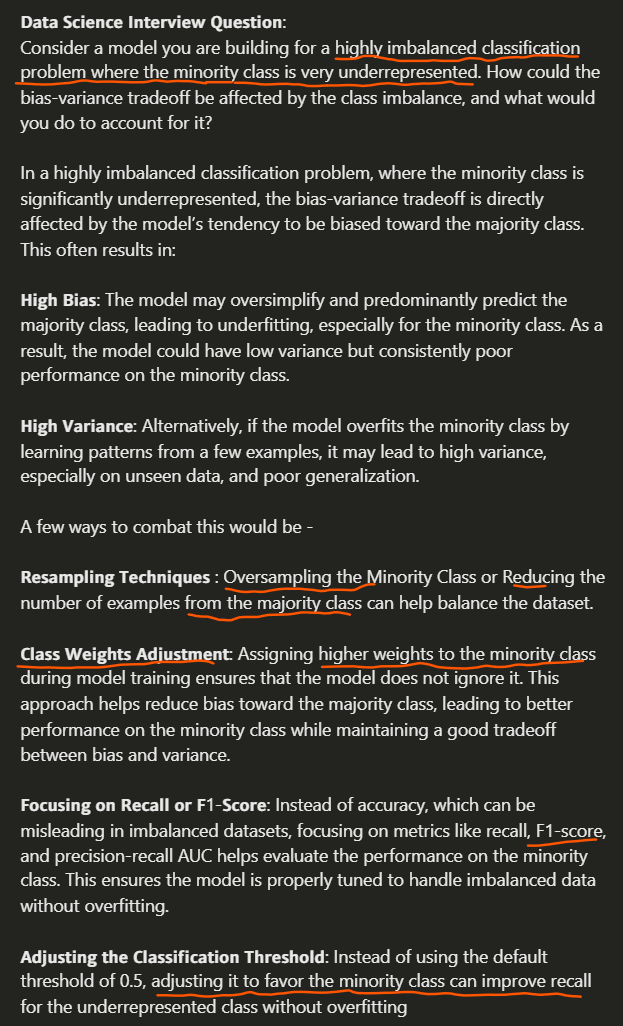 Data Science Interview Question:
Consider a model you are building for a highly imbalanced classification
problem where the minority class is very underrepresented. How could the
bias-variance tradeoff be affected by the class imbalance, and what would
you do to account for it?
In a highly imbalanced classification problem, where the minority class is
significantly underrepresented, the bias-variance tradeoff is directly
affected by the model's tendency to be biased toward the majority class.
This often results in:
High Bias: The model may oversimplify and predominantly predict the
majority class, leading to underfitting, especially for the minority class. As a
result, the model could have low variance but consistently poor
performance on the minority class.
High Variance: Alternatively, if the model overfits the minority class by
learning patterns from a few examples, it may lead to high variance,
especially on unseen data, and poor generalization.
A few ways to combat this would be -
Resampling Techniques : Oversampling the Minority Class or Reducing the
number of examples from the majority class can help balance the dataset.
Class Weights Adjustment: Assigning higher weights to the minority class
during model training ensures that the model does not ignore it. This
approach helps reduce bias toward the majority class, leading to better
performance on the minority class while maintaining a good tradeoff
between bias and variance.
Focusing on Recall or F1-Score: Instead of accuracy, which can be
misleading in imbalanced datasets, focusing on metrics like recall, F1-score,
and precision-recall AUC helps evaluate the performance on the minority
class. This ensures the model is properly tuned to handle imbalanced data
without overfitting.
Adjusting the Classification Threshold: Instead of using the default
threshold of 0.5, adjusting it to favor the minority class can improve recall
for the underrepresented class without overfitting